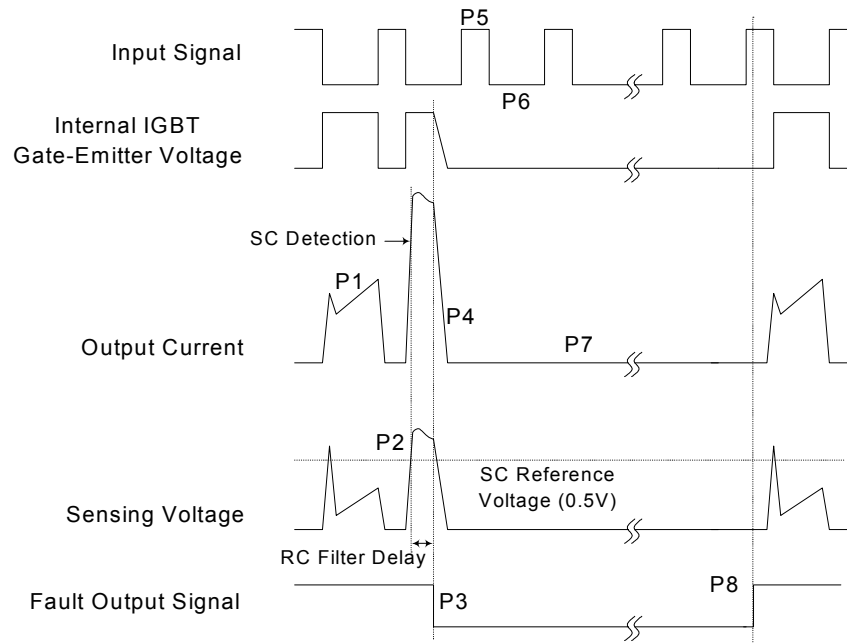 P5
Input Signal
P6
Internal IGBT
Gate-Emitter Voltage
SC Detection
P1
P4
Output Current
P7
P2
SC Reference
Voltage (0.5V)
Sensing Voltage
RC Filter Delay
Fault Output Signal
P3
P8